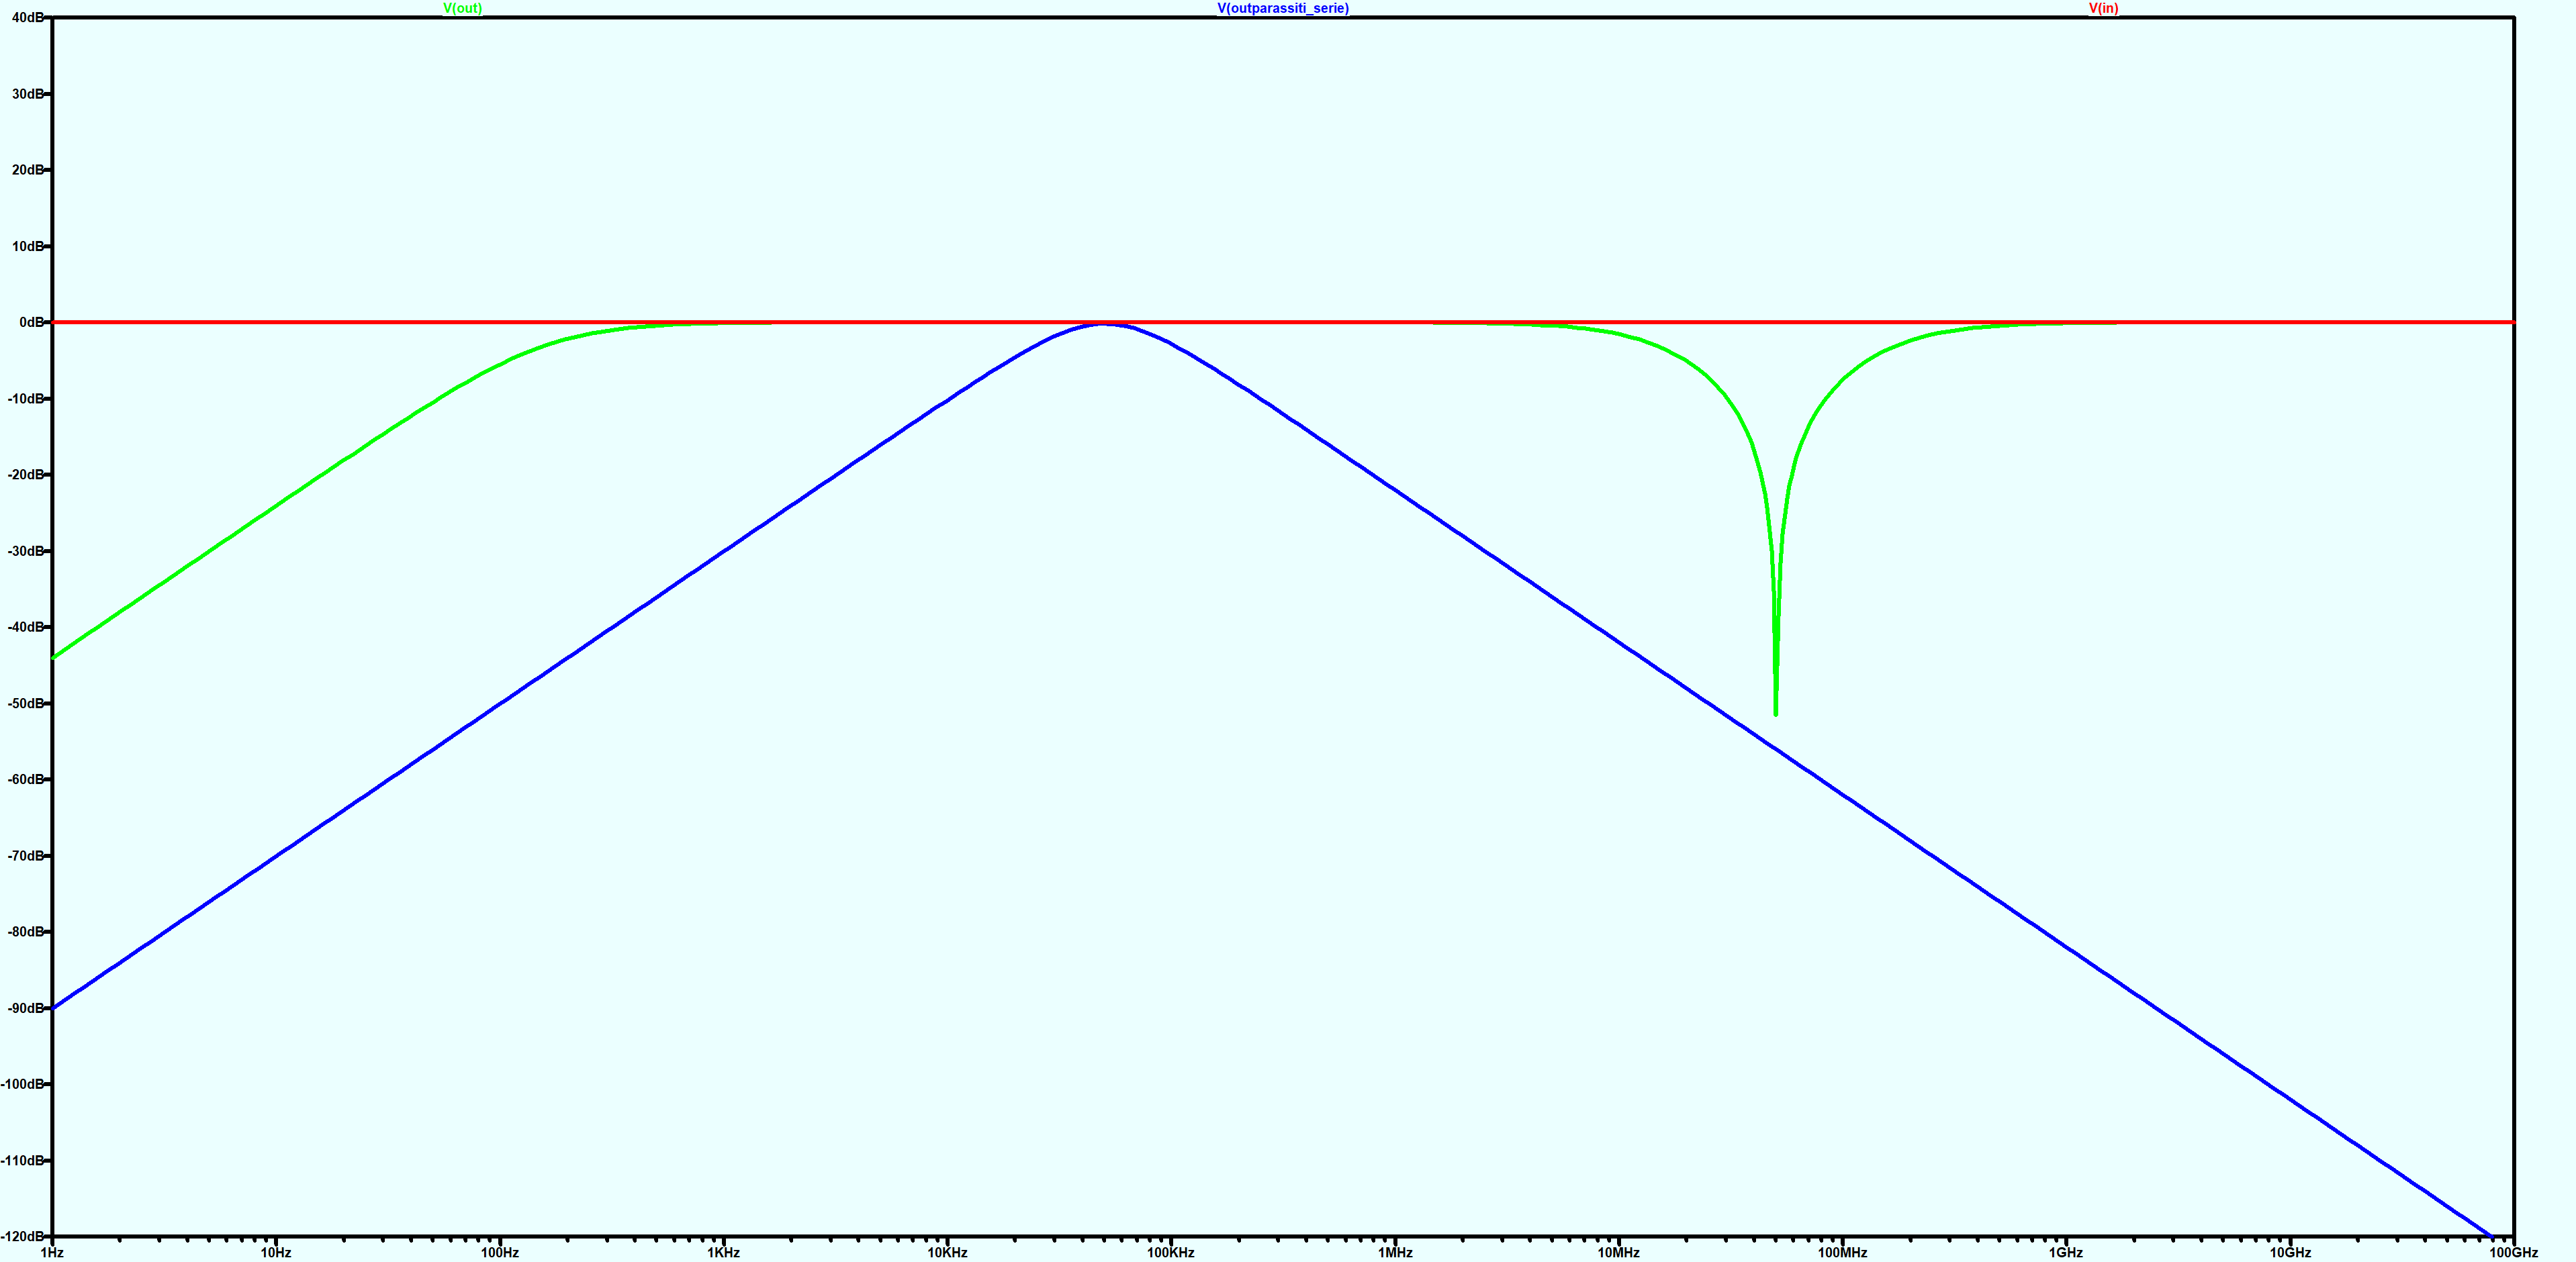 V(out) V(outparassiti_serie) V(in)
40dB
30dB
20dB
10dB
0dB
-10dB
-20dB
-30dB
-40dB
-50dB
-60dB
-70dB
-80dB
-90dB
-100dB
-110dB
-120dB
1Hz 10Hz 100Hz 1KHz 10KHz 100KHz 1MHz 10MHz 100MHz 1GHz 10GHz 100GHz